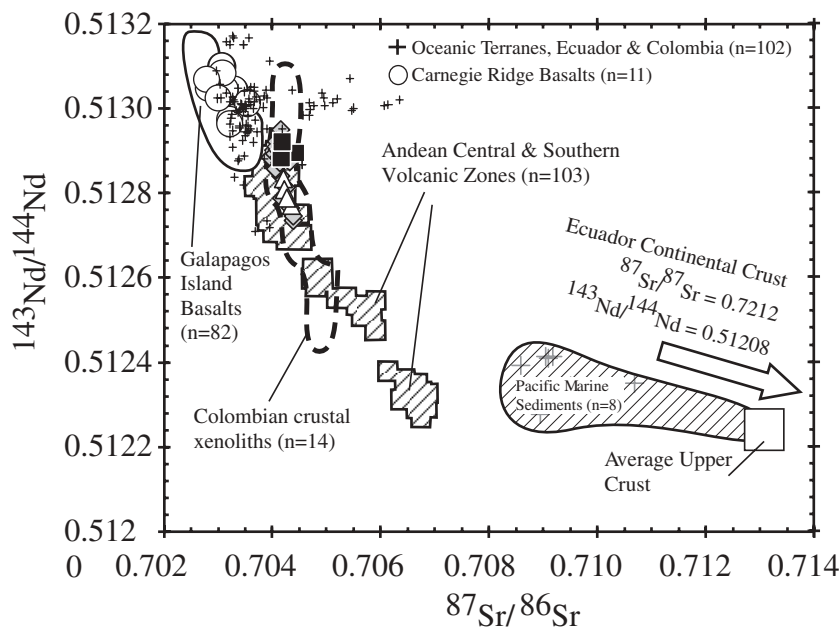 0.5132
0.5130
0.5128
0.5126
0.5124
0.5122
0.512
143Nd/144Nd
+ Oceanic Terranes, Ecuador & Colombia (n=102)
Carnegie Ridge Basalts (n=11)
Andean Central & Southern
Volcanic Zones (n=103)
Galapagos
Island
Basalts
(n=82)
Colombian crustal
xenoliths (n=14)
Ecuador Continental Crust
87Sr/87Sr = 0.7212
143Nd/144Nd = 0.51208
Pacific Marine
Sediments (n=8)
Average Upper
Crust
0 0.702 0.704 0.706 0.708 0.710 0.712 0.714
87Sr/86Sr